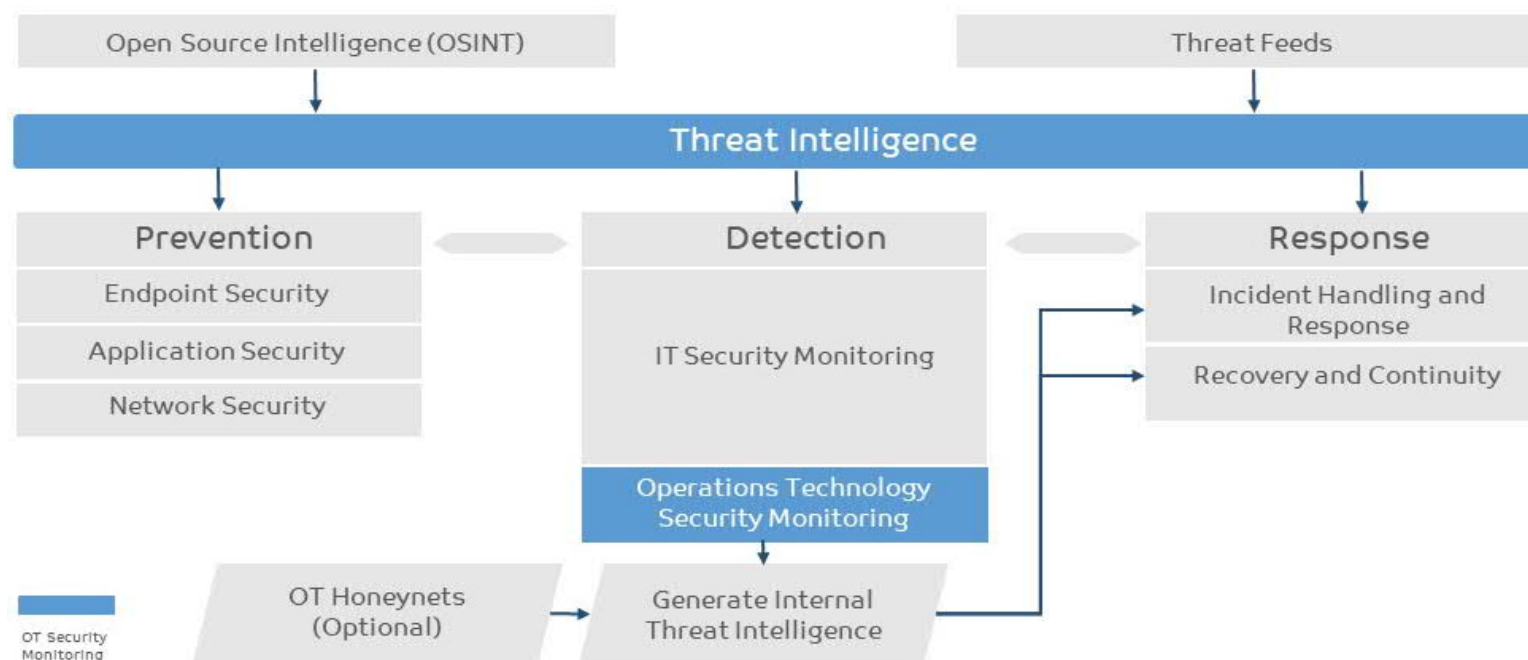 Open Source Intelligence (OSINT)
Threat Feeds
Threat Intelligence
Prevention
Detection
Response
Endpoint Security
Application Security
Network Security
IT Security Monitoring
Incident Handling and
Response
Recovery and Continuity
Operations Technology
Security Monitoring
OT Honeynets
(Optional)
Generate Internal
Threat Intelligence
OT Security
Monitoring